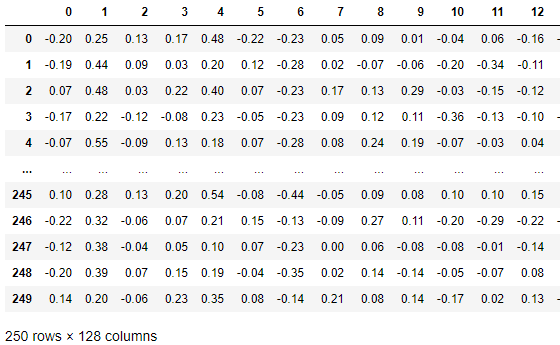 0 1 2 3 4 5 6 7 8 9 10 11 12
0 -0.20 0.25 0.13 0.17 0.48 -0.22 -0.23 0.05 0.09 0.01 -0.04 0.06 -0.16
1 -0.19 0.44 0.09 0.03 0.20 0.12 -0.28 0.02 -0.07 -0.06 -0.20 -0.34 -0.11
2 0.07 0.48 0.03 0.22 0.40 0.07 -0.23 0.17 0.13 0.29 -0.03 -0.15 -0.12
3 -0.17 0.22 -0.12 -0.08 0.23 -0.05 -0.23 0.09 0.12 0.11 -0.36 -0.13 -0.10
4 -0.07 0.55 -0.09 0.13 0.18 0.07 -0.28 0.08 0.24 0.19 -0.07 -0.03 0.04
... ... ... ... ... ... ... ... ... ... ... ... ... ...
245 0.10 0.28 0.13 0.20 0.54 -0.08 -0.44 -0.05 0.09 0.08 0.10 0.10 0.15
246 -0.22 0.32 -0.06 0.07 0.21 0.15 -0.13 -0.09 0.27 0.11 -0.20 -0.29 -0.22
247 -0.12 0.38 -0.04 0.05 0.10 0.07 -0.23 0.00 0.06 -0.08 -0.08 -0.01 -0.14
248 -0.20 0.39 0.07 0.15 0.19 -0.04 -0.35 0.02 0.14 -0.14 -0.05 -0.07 0.08
249 0.14 0.20 -0.06 0.23 0.35 0.08 -0.14 0.21 0.08 0.14 -0.17 0.02 0.13
250 rows × 128 columns